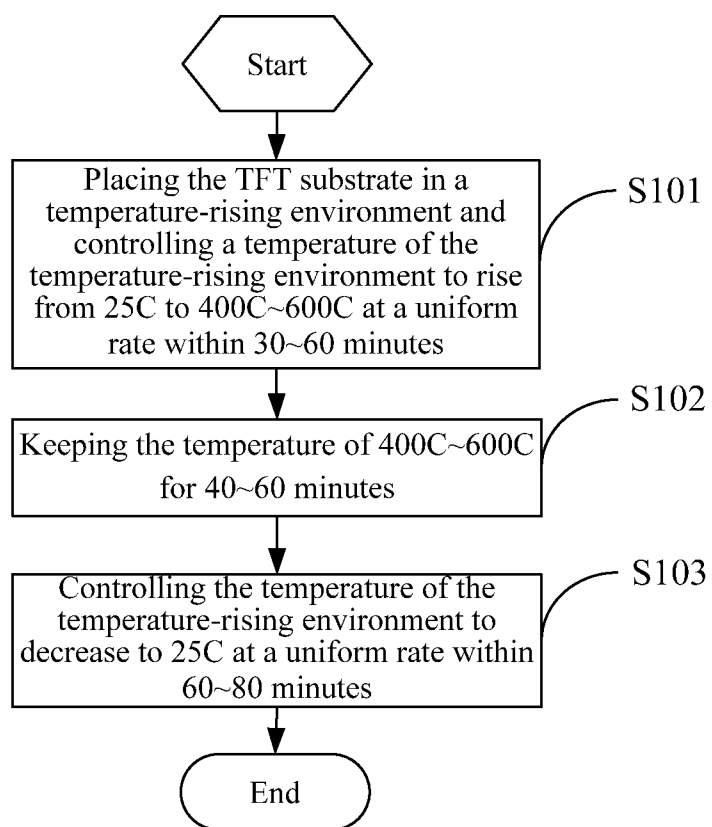 Start
Placing the TFT substrate in a
temperature-rising environment and
controlling a temperature of the
temperature-rising environment to rise
from 25C to 400C~600C at a uniform
rate within 30~60 minutes
S101
Keeping the temperature of 400C~600C
for 40~60 minutes
S102
Controlling the temperature of the
temperature-rising environment to
decrease to 25C at a uniform rate within
60~80 minutes
S103
End